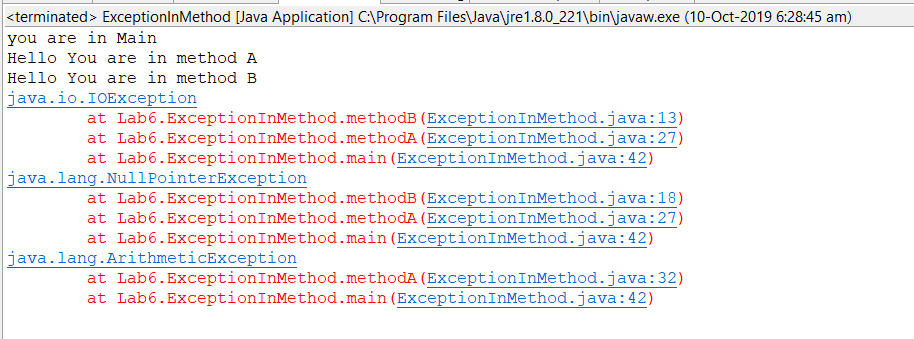 <terminated> ExceptionInMethod [Java Application] C:\Program Files\Java\jre1.8.0_221\bin\javaw.exe (10-Oct-2019 6:28:45 am)
you are in Main
Hello You are in method A
Hello You are in method B
java.io.IOException
at Lab6.ExceptionInMethod.methodB(ExceptionInMethod.java:13)
at Lab6.ExceptionInMethod.methodA(ExceptionInMethod.java:27)
at Lab6.ExceptionInMethod.main(ExceptionInMethod.java:42)
java.lang.NullPointerException
at Lab6.ExceptionInMethod.methodB(ExceptionInMethod.java:18)
at Lab6.ExceptionInMethod.methodA(ExceptionInMethod.java:27)
at Lab6.ExceptionInMethod.main(ExceptionInMethod.java:42)
java.lang.ArithmeticException
at Lab6.ExceptionInMethod.methodA(ExceptionInMethod.java:32)
at Lab6.ExceptionInMethod.main(ExceptionInMethod.java:42)